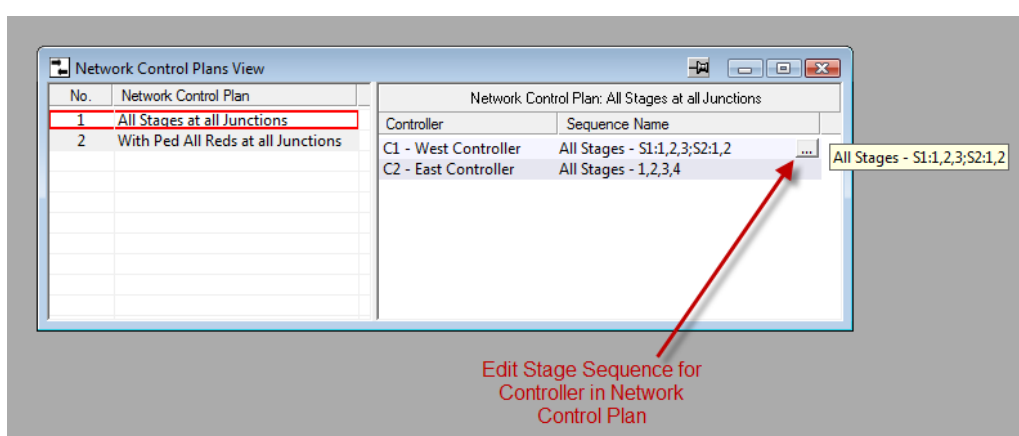 Network Control Plans View
No. Network Control Plan
1 All Stages at all Junctions
2 With Ped All Reds at all Junctions
Network Control Plan: All Stages at all Junctions
Controller Sequence Name
C1 - West Controller All Stages - S1:1,2,3;S2:1,2 ...
C2 - East Controller All Stages - 1,2,3,4
All Stages - S1:1,2,3;S2:1,2
Edit Stage Sequence for
Controller in Network
Control Plan